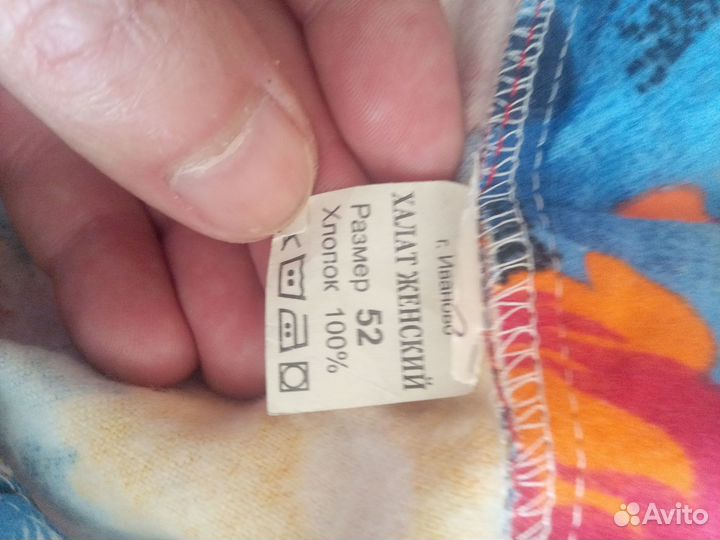 г. Иваново
ХАЛАТ ЖЕНСКИЙ
Размер 52
Хлопок 100%
Avito